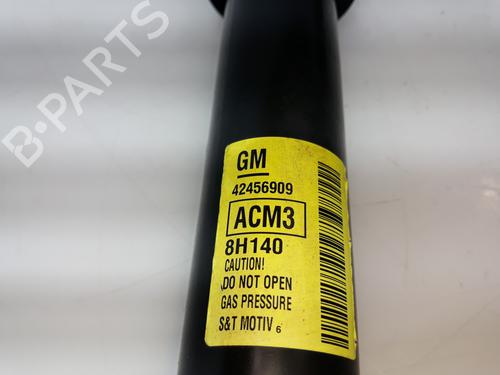 B-PARTS
GM
42456909
ACM3
8H140
CAUTION!
DO NOT OPEN
GAS PRESSURE
S&T MOTIV 6